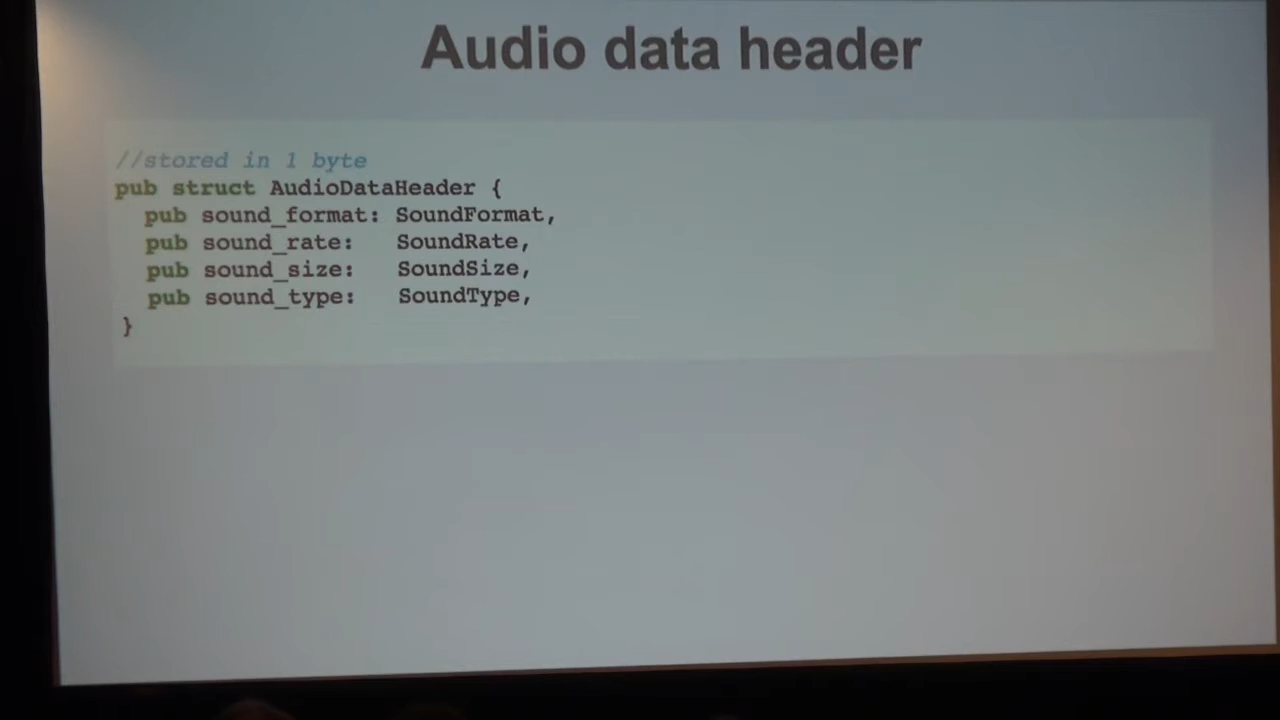 Audio data header
//stored in 1 byte
pub struct AudioDataHeader {
pub sound_format: SoundFormat,
pub sound_rate: SoundRate,
pub sound_size: SoundSize,
pub sound_type: SoundType,
}